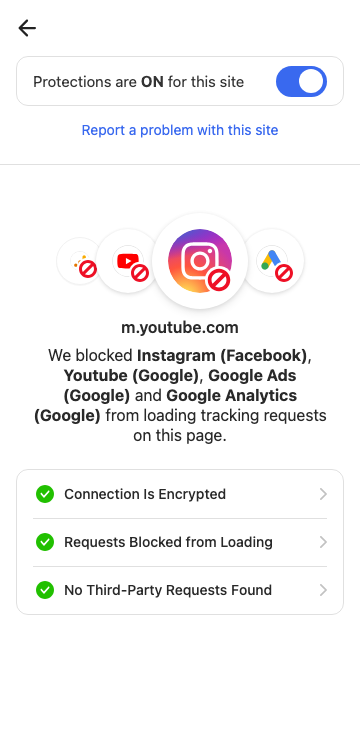 Protections are ON for this site
Report a problem with this site
m.youtube.com
We blocked Instagram (Facebook),
Youtube (Google), Google Ads
(Google) and Google Analytics
(Google) from loading tracking requests
on this page.
Connection Is Encrypted
Requests Blocked from Loading
No Third-Party Requests Found